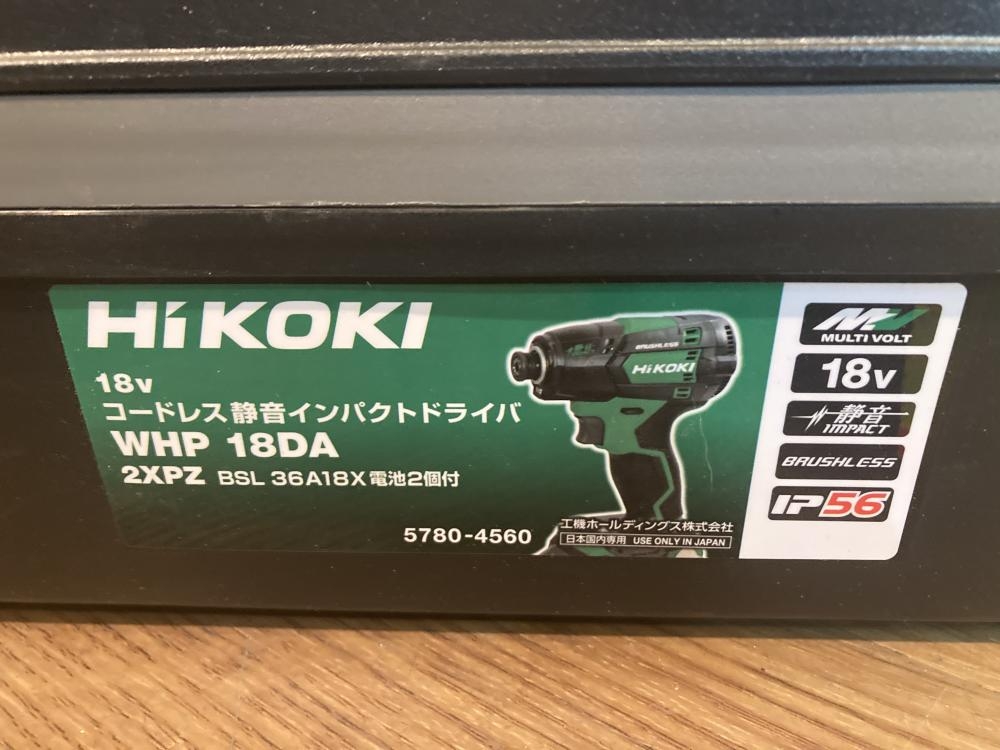 HiKOKI
18v
コードレス静音インパクトドライバ
WHP 18DA
2XPZ BSL 36A18X 電池2個付
5780-4560
BRUSHLESS
HiKOKI
工機ホールディングス株式会社
日本国内専用 USE ONLY IN JAPAN
MV
MULTI VOLT
18v
静音
IMPACT
BRUSHLESS
IP56